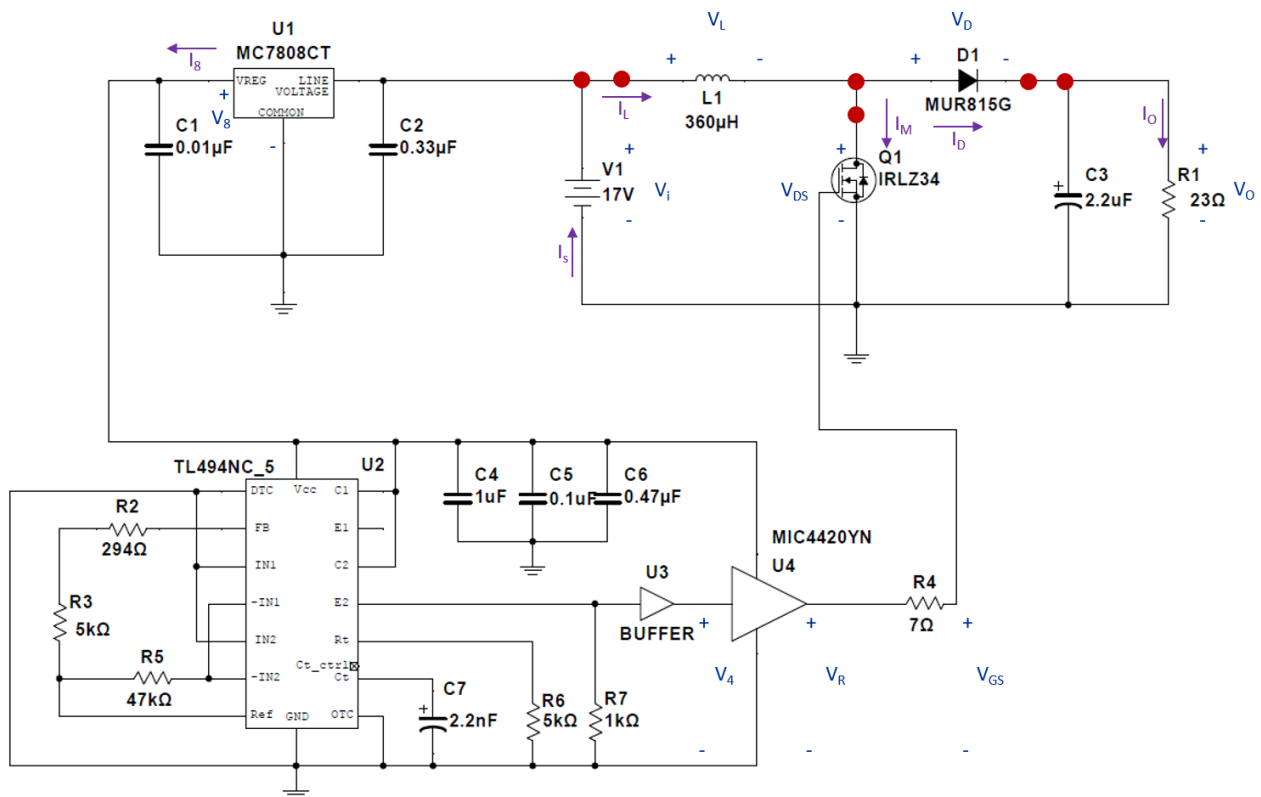 U1
MC7808CT
I8
VREG
LINE
VOLTAGE
COMMON
+
V8
-
C1
0.01µF
C2
0.33µF
VL
+
-
L1
360µH
IL
VD
+
-
D1
MUR815G
IM
ID
IO
+
V1
17V
Vi
-
Is
+
VDS
-
Q1
IRLZ34
+
C3
2.2uF
R1
23Ω
+
VO
-
TL494NC_5
U2
DTC
Vcc
C1
FB
E1
IN1
C2
-IN1
E2
IN2
Rt
Ct_ctrl
-IN2
Ct
Ref
GND
OTC
R2
294Ω
R3
5kΩ
R5
47kΩ
C4
1uF
C5
0.1uF
C6
0.47µF
MIC4420YN
U4
U3
BUFFER
R4
7Ω
+
V4
-
+
VR
-
+
VGS
-
C7
+
2.2nF
R6
5kΩ
R7
1kΩ